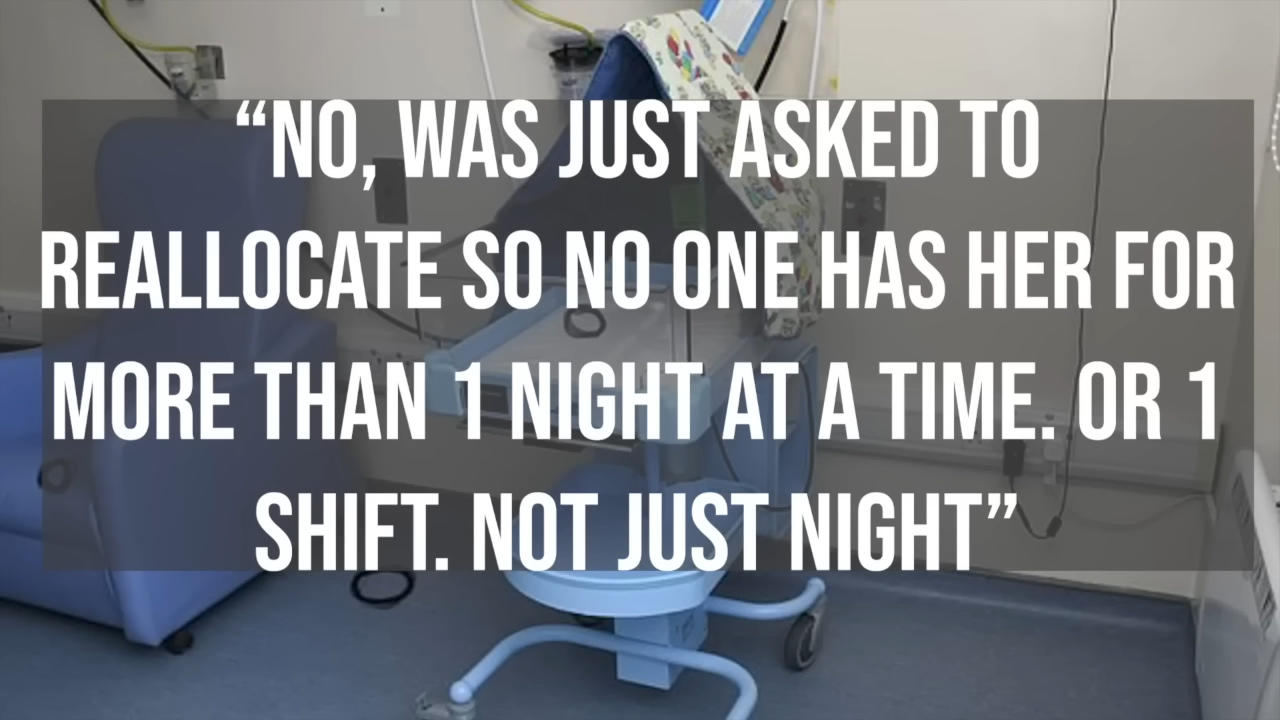 “NO, WAS JUST ASKED TO
REALLOCATE SO NO ONE HAS HER FOR
MORE THAN 1 NIGHT AT A TIME. OR 1
SHIFT. NOT JUST NIGHT”